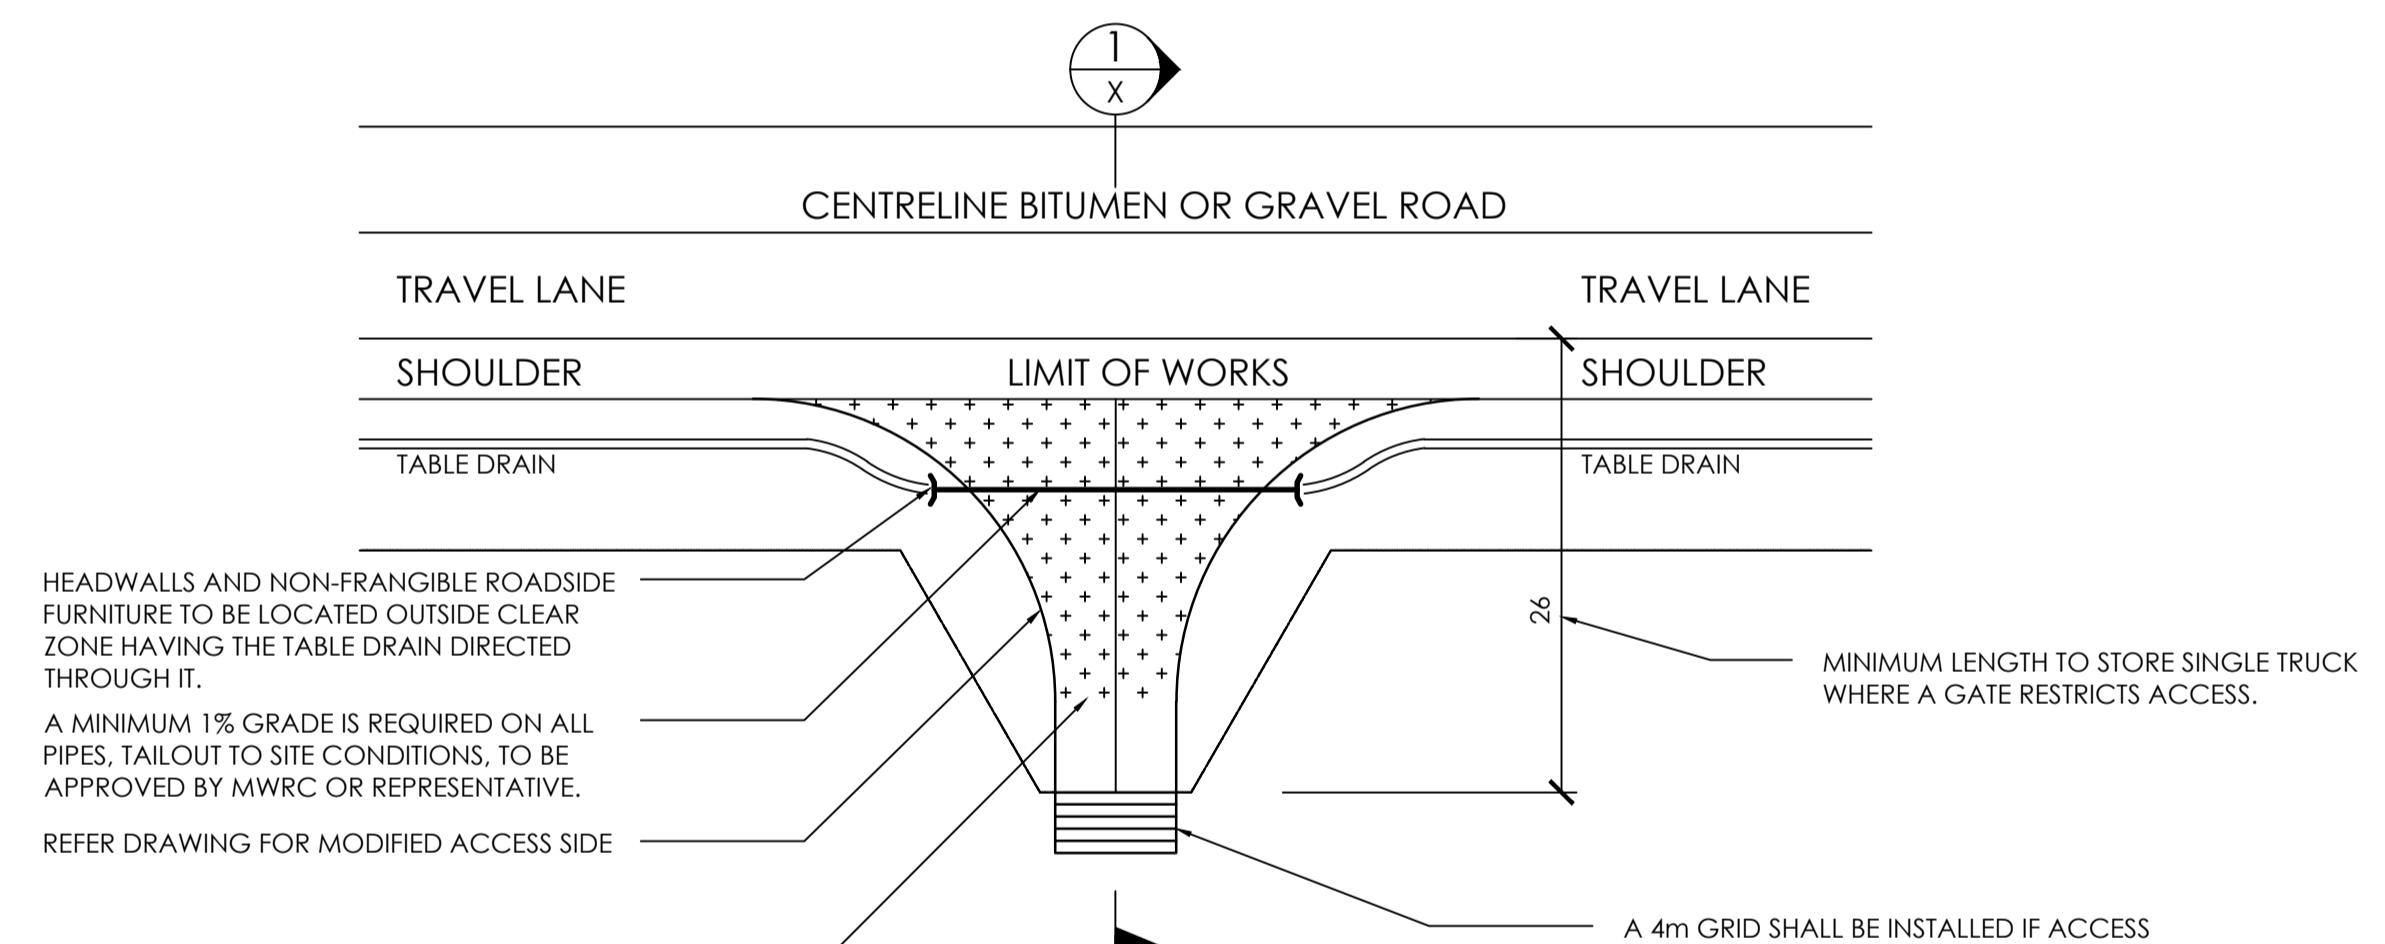 1
X
CENTRELINE BITUMEN OR GRAVEL ROAD
TRAVEL LANE
TRAVEL LANE
SHOULDER
LIMIT OF WORKS
SHOULDER
TABLE DRAIN
TABLE DRAIN
HEADWALLS AND NON-FRANGIBLE ROADSIDE
FURNITURE TO BE LOCATED OUTSIDE CLEAR
ZONE HAVING THE TABLE DRAIN DIRECTED
THROUGH IT.
26
MINIMUM LENGTH TO STORE SINGLE TRUCK
WHERE A GATE RESTRICTS ACCESS.
A MINIMUM 1% GRADE IS REQUIRED ON ALL
PIPES, TAILOUT TO SITE CONDITIONS, TO BE
APPROVED BY MWRC OR REPRESENTATIVE.
REFER DRAWING FOR MODIFIED ACCESS SIDE
A 4m GRID SHALL BE INSTALLED IF ACCESS